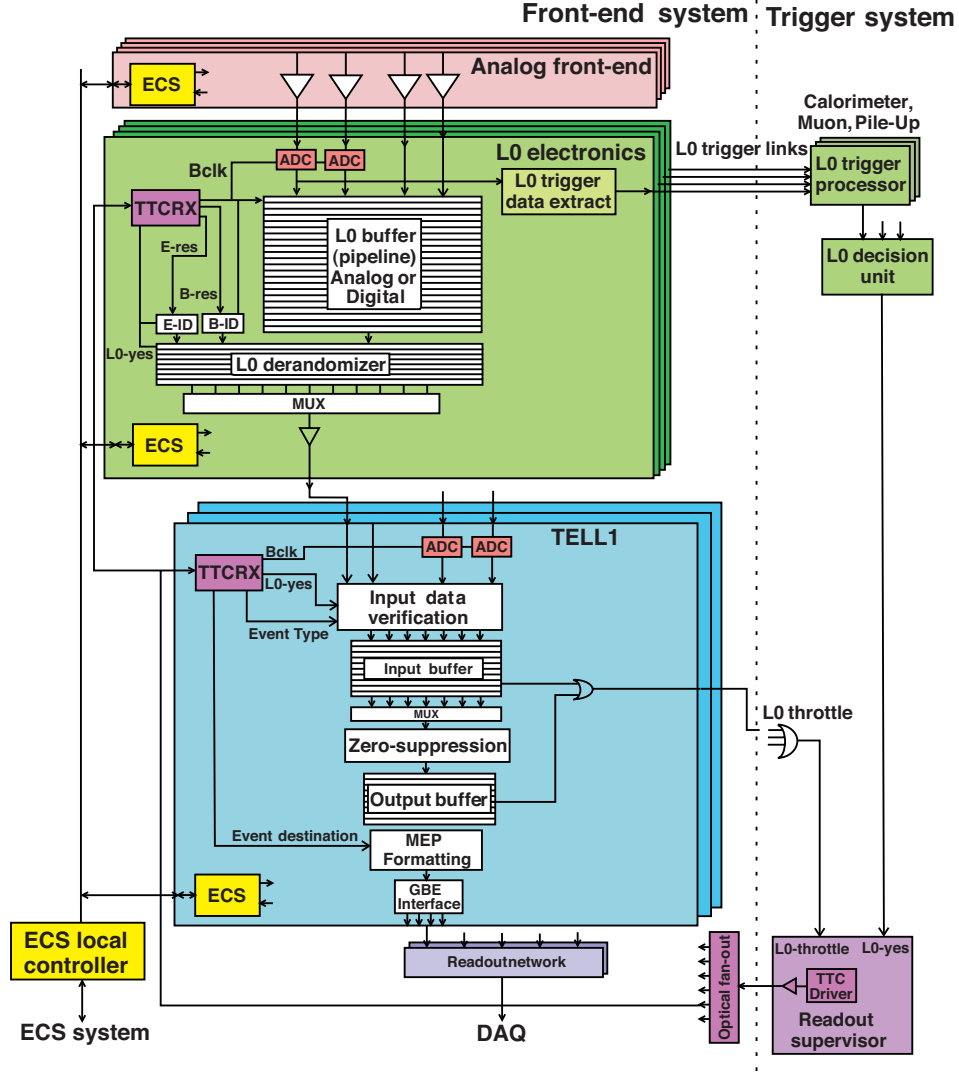 Front-end system
Trigger system
Analog front-end
ECS
Calorimeter,
Muon, Pile-Up
L0 electronics
L0 trigger links
ADC
ADC
Bclk
L0 trigger
data extract
L0 trigger
processor
TTCRX
L0 buffer
(pipeline)
Analog or
Digital
E-res
B-res
L0 decision
unit
E-ID
B-ID
L0-yes
L0 derandomizer
MUX
ECS
TELL1
ADC
ADC
Bclk
TTCRX
L0-yes
Input data
verification
Event Type
Input buffer
MUX
L0 throttle
Zero-suppression
Output buffer
Event destination
MEP
Formatting
ECS
GBE
Interface
ECS local
controller
Readoutnetwork
Optical fan-out
L0-throttle
L0-yes
TTC
Driver
Readout
supervisor
ECS system
DAQ